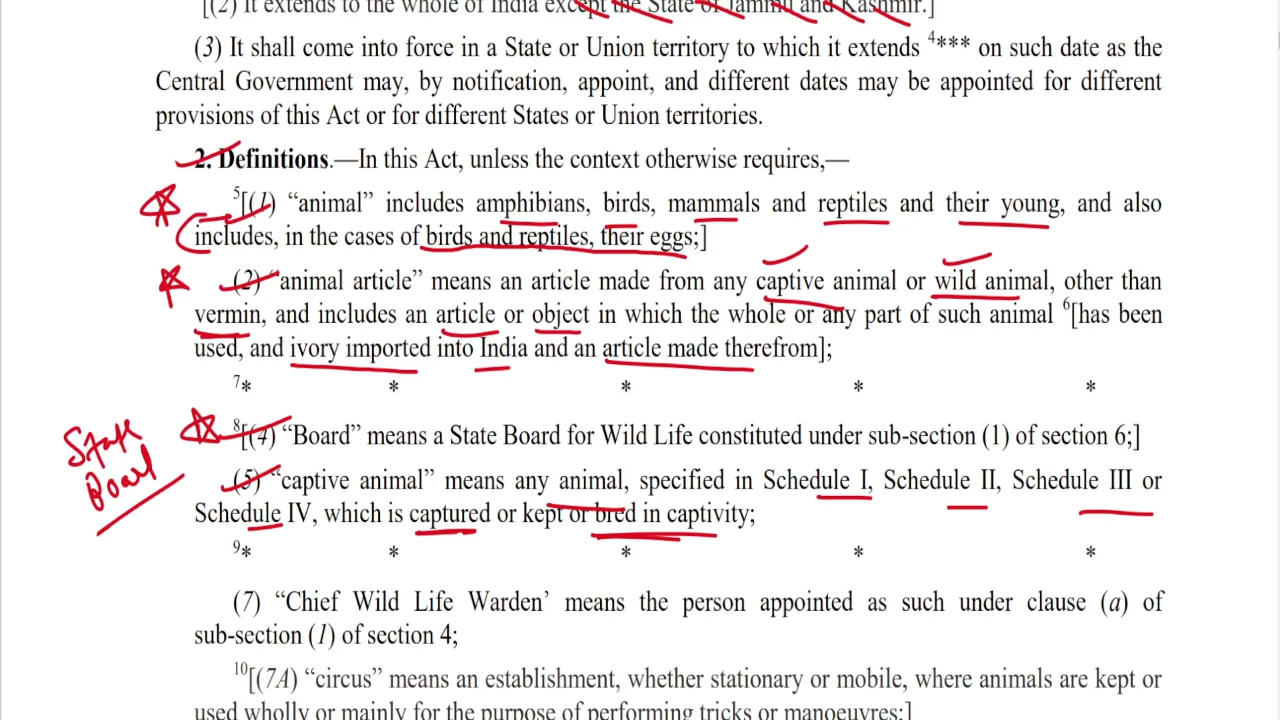 [(2) It extends to the whole of India except the State of Jammu and Kashmir.]
(3) It shall come into force in a State or Union territory to which it extends 4*** on such date as the
Central Government may, by notification, appoint, and different dates may be appointed for different
provisions of this Act or for different States or Union territories.
2. Definitions.—In this Act, unless the context otherwise requires,—
5[(1) “animal” includes amphibians, birds, mammals and reptiles and their young, and also
includes, in the cases of birds and reptiles, their eggs;]
(2) “animal article” means an article made from any captive animal or wild animal, other than
vermin, and includes an article or object in which the whole or any part of such animal 6[has been
used, and ivory imported into India and an article made therefrom];
7* * * * *
State
Board
8[(4) “Board” means a State Board for Wild Life constituted under sub-section (1) of section 6;]
(5) “captive animal” means any animal, specified in Schedule I, Schedule II, Schedule III or
Schedule IV, which is captured or kept or bred in captivity;
9* * * * *
(7) “Chief Wild Life Warden’ means the person appointed as such under clause (a) of
sub-section (1) of section 4;
10[(7A) “circus” means an establishment, whether stationary or mobile, where animals are kept or
used wholly or mainly for the purpose of performing tricks or manoeuvres;]